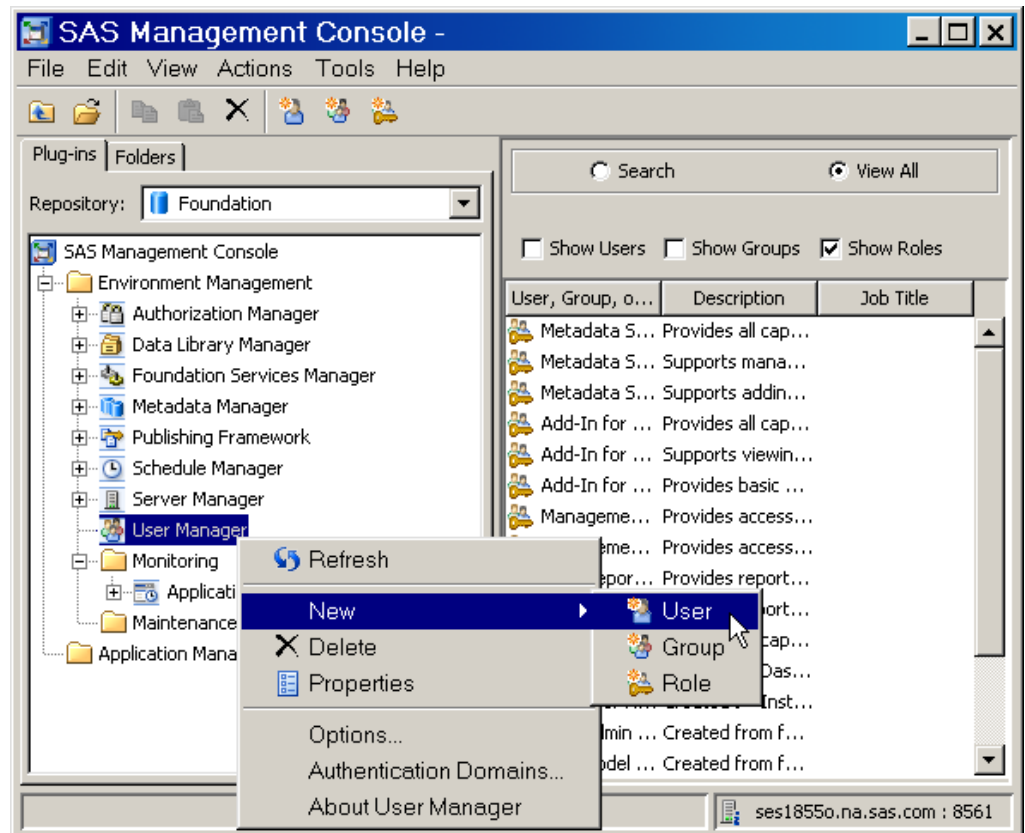 SAS Management Console -
File Edit View Actions Tools Help
Plug-ins Folders
Repository: Foundation
SAS Management Console
Environment Management
Authorization Manager
Data Library Manager
Foundation Services Manager
Metadata Manager
Publishing Framework
Schedule Manager
Server Manager
User Manager
Monitoring
Applicati
Maintenance
Application Mana
Refresh
New
Delete
Properties
Options...
Authentication Domains...
About User Manager
User
Group
Role
Search View All
Show Users Show Groups Show Roles
User, Group, o... Description Job Title
Metadata S... Provides all cap...
Metadata S... Supports mana...
Metadata S... Supports addin...
Add-In for ... Provides all cap...
Add-In for ... Supports viewin...
Add-In for ... Provides basic ...
Manageme... Provides access...
eme... Provides access...
epor... Provides report...
ort...
cap...
Das...
Inst...
dmin ... Created from f...
odel ... Created from f...
ses1855o.na.sas.com : 8561